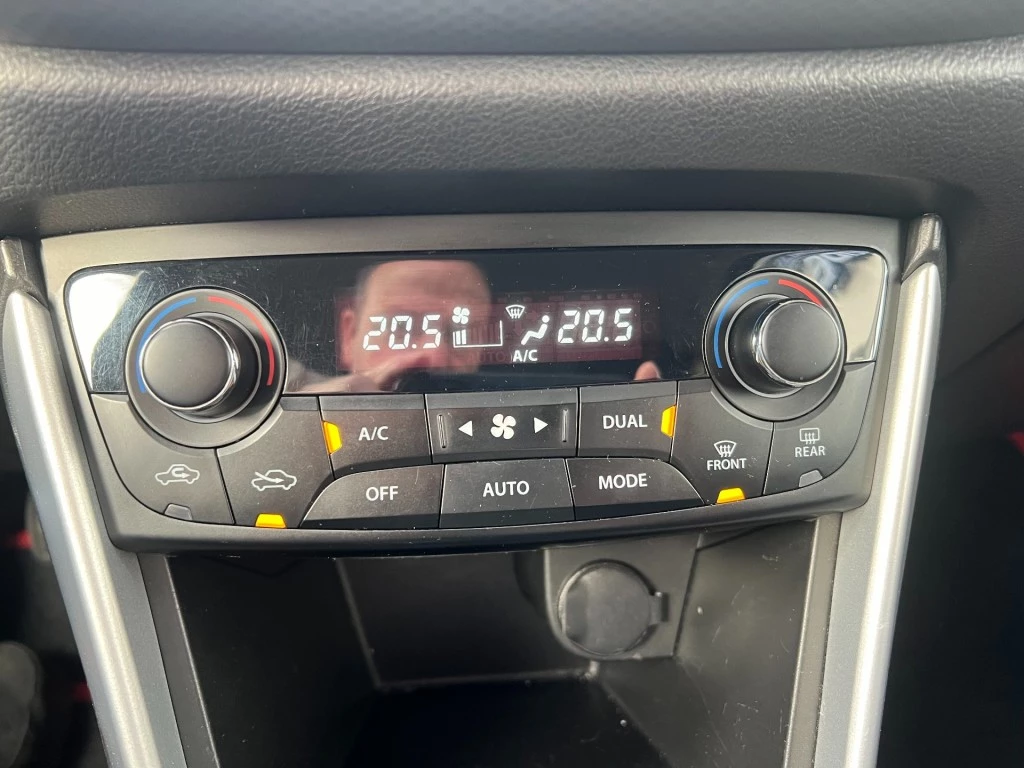 20.5 20.5
A/C
A/C DUAL
FRONT REAR
OFF AUTO MODE